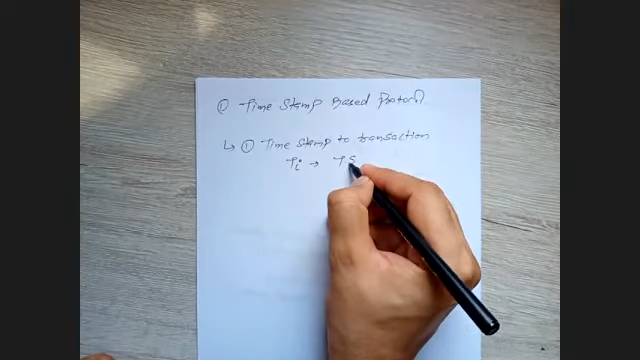 ① Time Stamp Based Protocol
↳ ① Time Stamp to transaction
Ti → TS